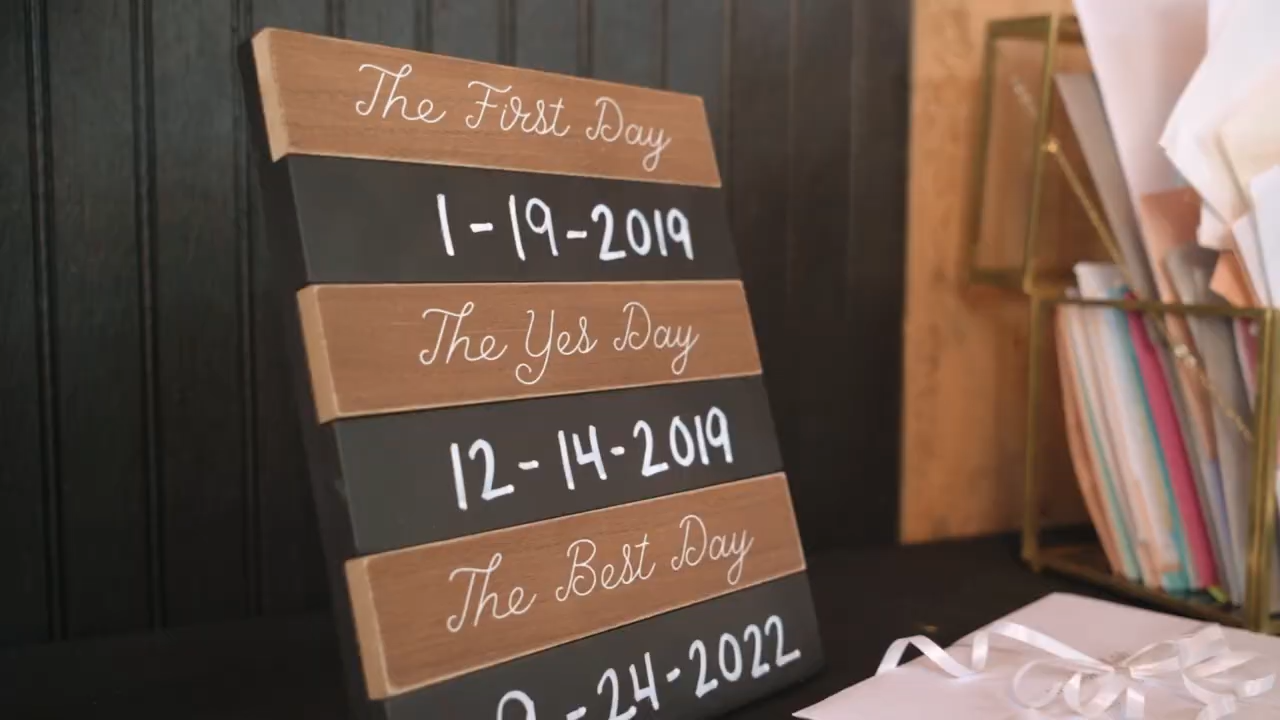 The First Day
1-19-2019
The Yes Day
12-14-2019
The Best Day
-24-2022